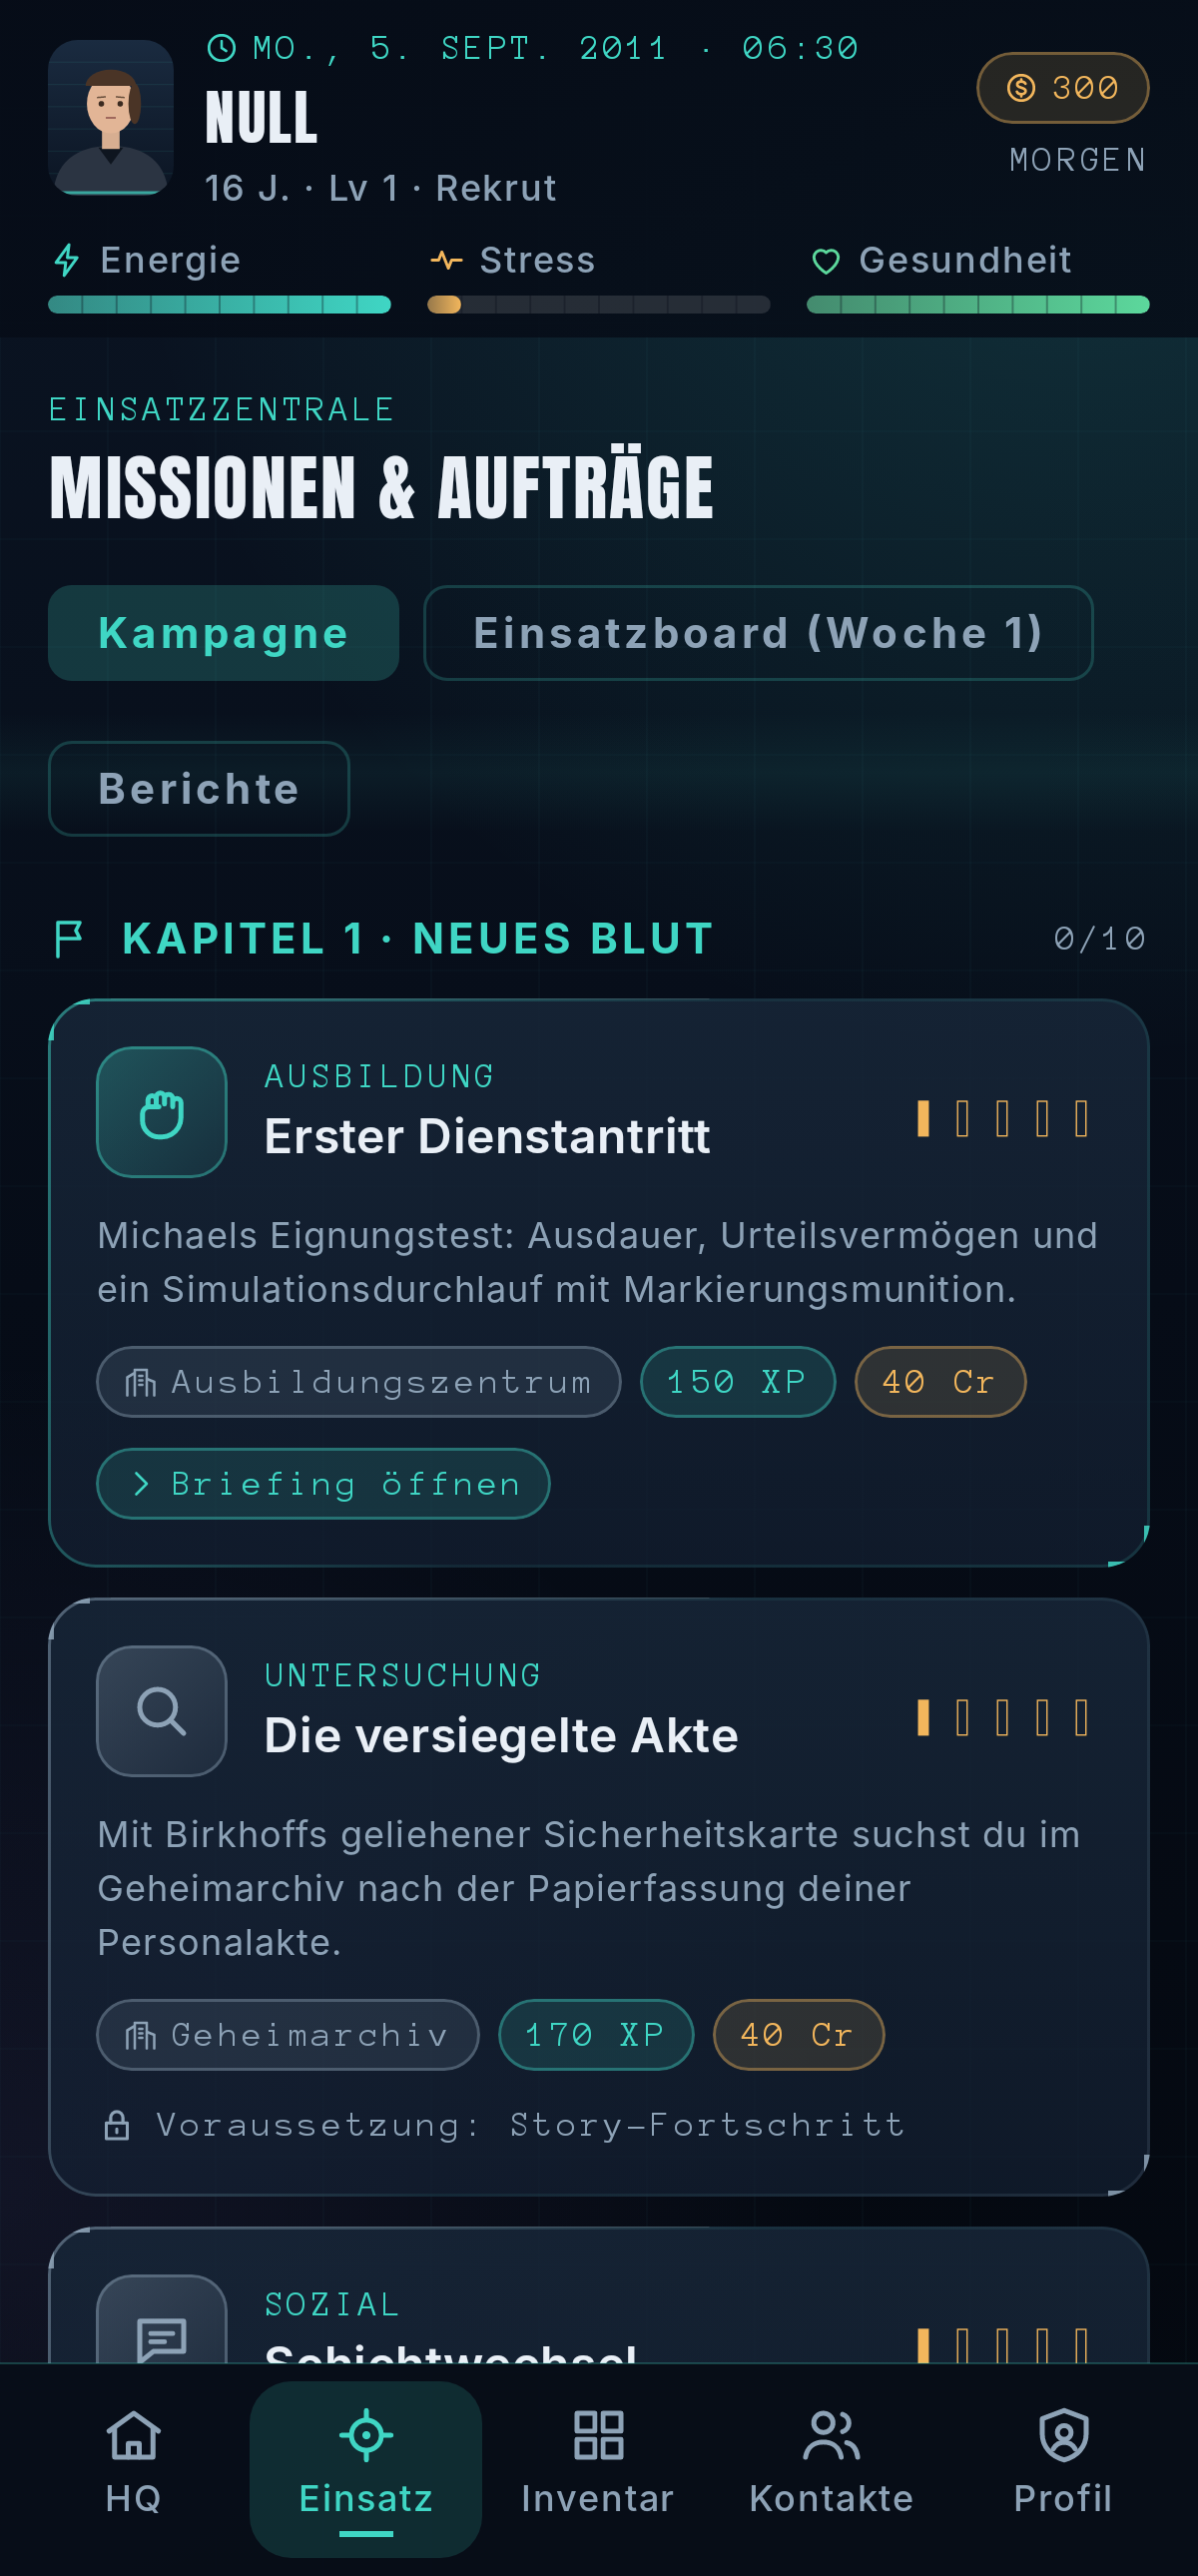 MO., 5. SEPT. 2011 · 06:30
NULL
16 J. · Lv 1 · Rekrut
300
MORGEN
Energie
Stress
Gesundheit
EINSATZZENTRALE
MISSIONEN & AUFTRÄGE
Kampagne
Einsatzboard (Woche 1)
Berichte
KAPITEL 1 · NEUES BLUT
0/10
AUSBILDUNG
Erster Dienstantritt
Michaels Eignungstest: Ausdauer, Urteilsvermögen und
ein Simulationsdurchlauf mit Markierungsmunition.
Ausbildungszentrum
150 XP
40 Cr
Briefing öffnen
UNTERSUCHUNG
Die versiegelte Akte
Mit Birkhoffs geliehener Sicherheitskarte suchst du im
Geheimarchiv nach der Papierfassung deiner
Personalakte.
Geheimarchiv
170 XP
40 Cr
Voraussetzung: Story-Fortschritt
SOZIAL
Schichtwechsel
HQ
Einsatz
Inventar
Kontakte
Profil